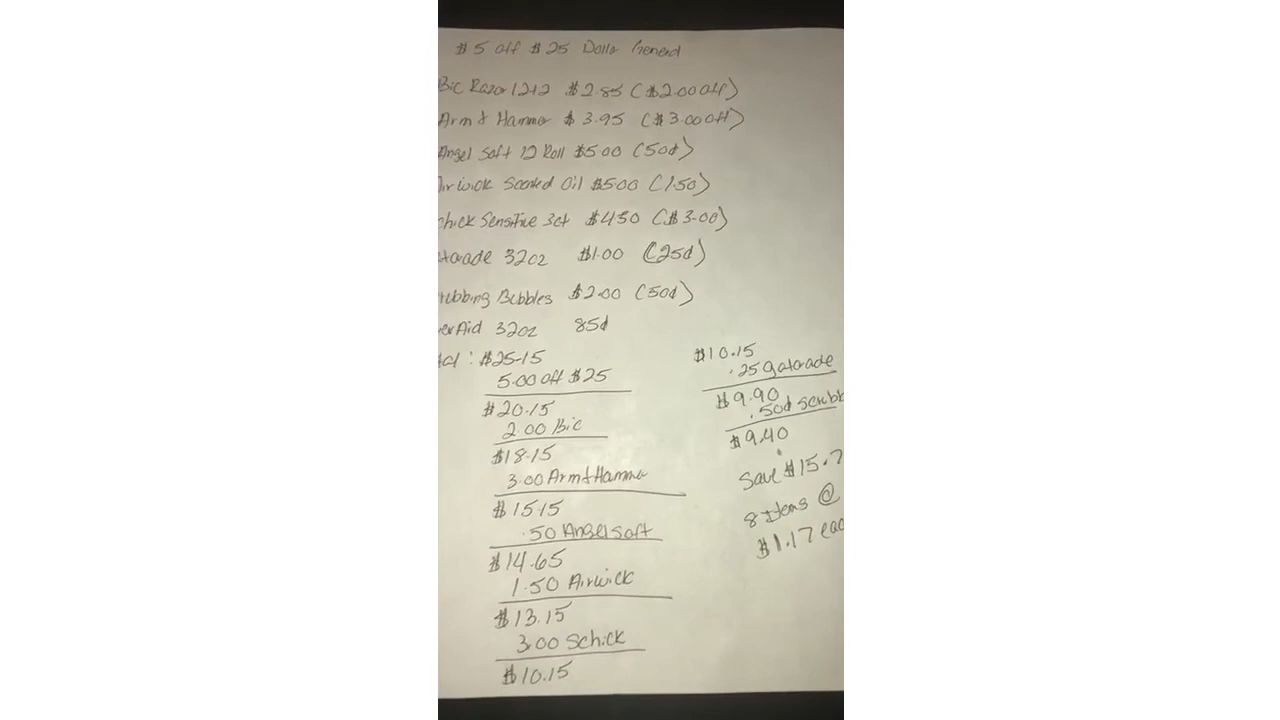 $5 off $25 Dolla General
Bic Razor 12+2 $2.85 ($2.00 off)
Arm & Hamma $3.95 ($3.00 off)
Angel Soft 12 Roll $5.00 (50¢)
irwick Scented Oil $5.00 (1.50)
chick Sensitive 3ct $4.50 ($3.00)
torade 32oz $1.00 (25¢)
rubbing Bubbles $2.00 (50¢)
erAid 32oz 85¢
tal: $25.15
5.00 off $25
$20.15
2.00 Bic
$18.15
3.00 Arm & Hamma
$15.15
.50 Angel Soft
$14.65
1.50 Airwick
$13.15
3.00 Schick
$10.15
$10.15
.25 gatorade
$9.90
.50¢ scrubb
$9.40
Save $15.7
8 Items @
$1.17 eac